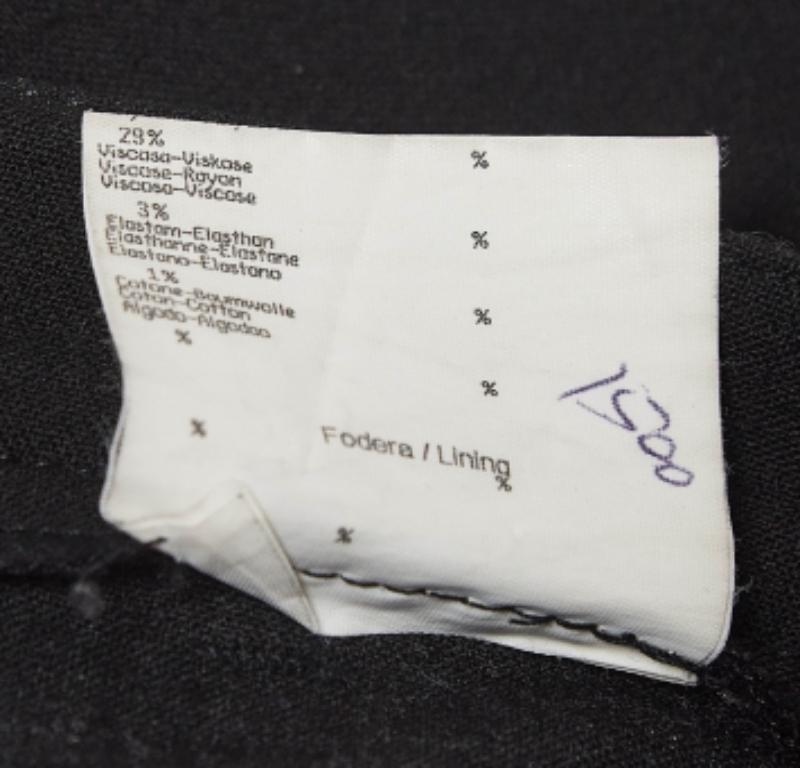 29%
Viscosa-Viskose
Viscose-Rayon
Viscosa-Viscose
3%
Elastam-Elasthan
Elasthanne-Elastane
Elastano-Elastano
1%
Cotone-Baumwolle
Coton-Cotton
Algodo-Algodao
%
%
%
%
%
%
Fodera / Lining
%
%
1500